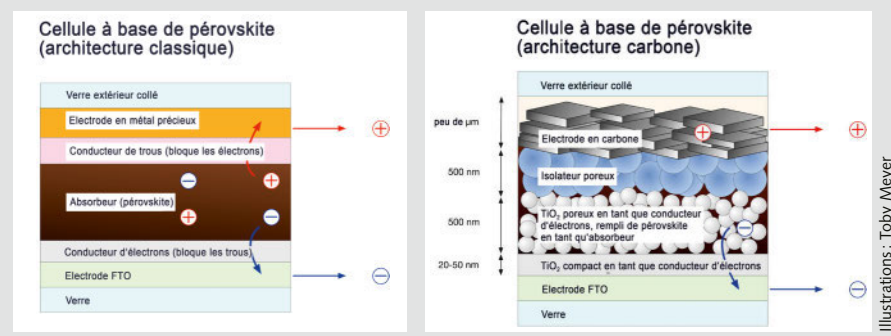 Cellule à base de pérovskite
(architecture classique)
Verre extérieur collé
Electrode en métal précieux
Conducteur de trous (bloque les électrons)
Absorbeur (pérovskite)
Conducteur d'électrons (bloque les trous)
Electrode FTO
Verre
+
−
−
+
+
−
+
−
Cellule à base de pérovskite
(architecture carbone)
Verre extérieur collé
peu de µm
Electrode en carbone
500 nm
Isolateur poreux
500 nm
TiO₂ poreux en tant que conducteur
d'électrons, rempli de pérovskite
en tant qu'absorbeur
20-50 nm
TiO₂ compact en tant que conducteur d'électrons
Electrode FTO
Verre
+
−
+
−
Illustrations: Toby Meyer